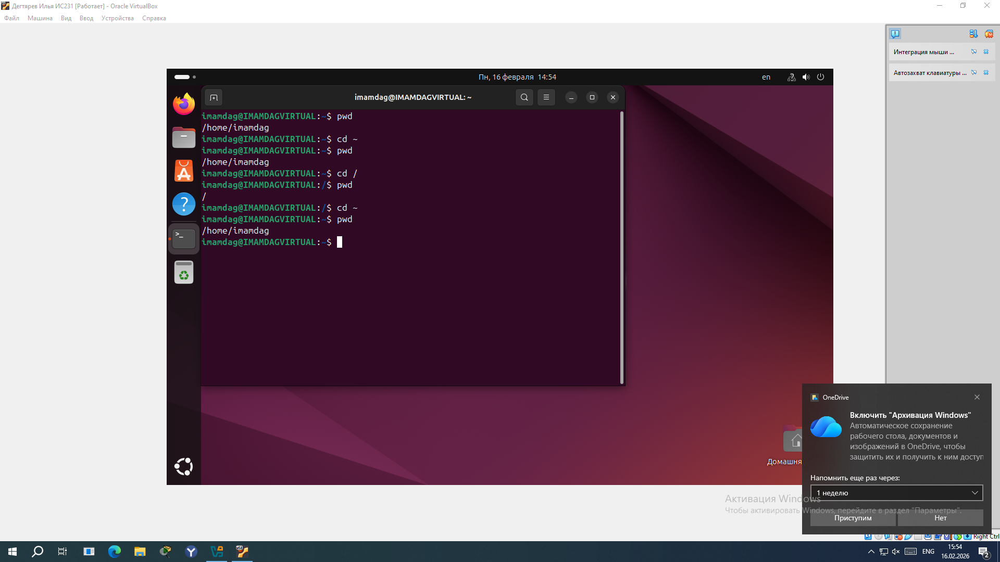 Дегтярев Илья ИС231 [Работает] - Oracle VirtualBox
Файл Машина Вид Ввод Устройства Справка
Интеграция мыши ...
Автозахват клавиатуры ...
Пн, 16 февраля 14:54
en
imamdag@IMAMDAGVIRTUAL: ~
imamdag@IMAMDAGVIRTUAL:~$ pwd
/home/imamdag
imamdag@IMAMDAGVIRTUAL:~$ cd ~
imamdag@IMAMDAGVIRTUAL:~$ pwd
/home/imamdag
imamdag@IMAMDAGVIRTUAL:~$ cd /
imamdag@IMAMDAGVIRTUAL:/$ pwd
/
imamdag@IMAMDAGVIRTUAL:/$ cd ~
imamdag@IMAMDAGVIRTUAL:~$ pwd
/home/imamdag
imamdag@IMAMDAGVIRTUAL:~$
Домашня
OneDrive
Включить "Архивация Windows"
Автоматическое сохранение
рабочего стола, документов и
изображений в OneDrive, чтобы
защитить их и получить к ним доступ
Напомнить еще раз через:
1 неделю
Активация Windows
Чтобы активировать Windows, перейдите в раздел "Параметры".
Приступим Нет
Right Ctrl
ENG
15:54
16.02.2026
2